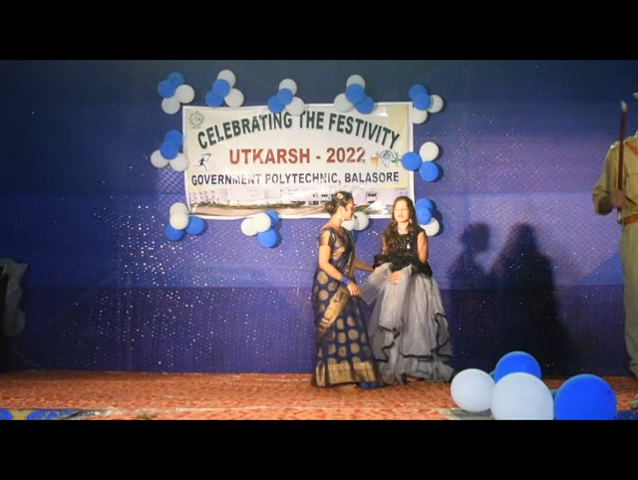 CELEBRATING THE FESTIVITY
UTKARSH - 2022
GOVERNMENT POLYTECHNIC, BALASORE